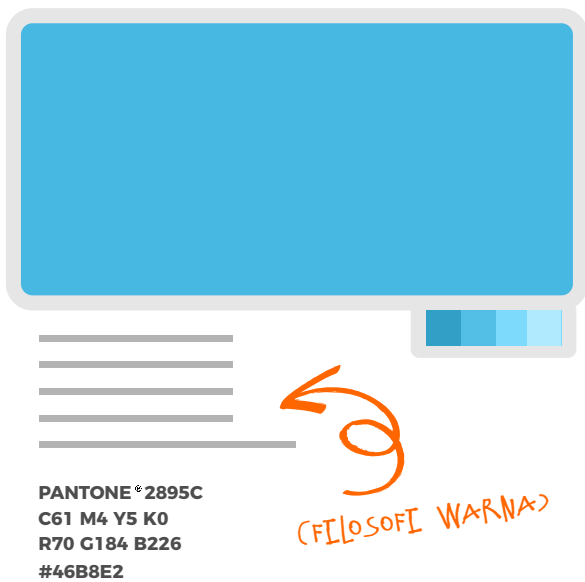 (FILOSOFI WARNA)
PANTONE® 2895C
C61 M4 Y5 K0
R70 G184 B226
#46B8E2